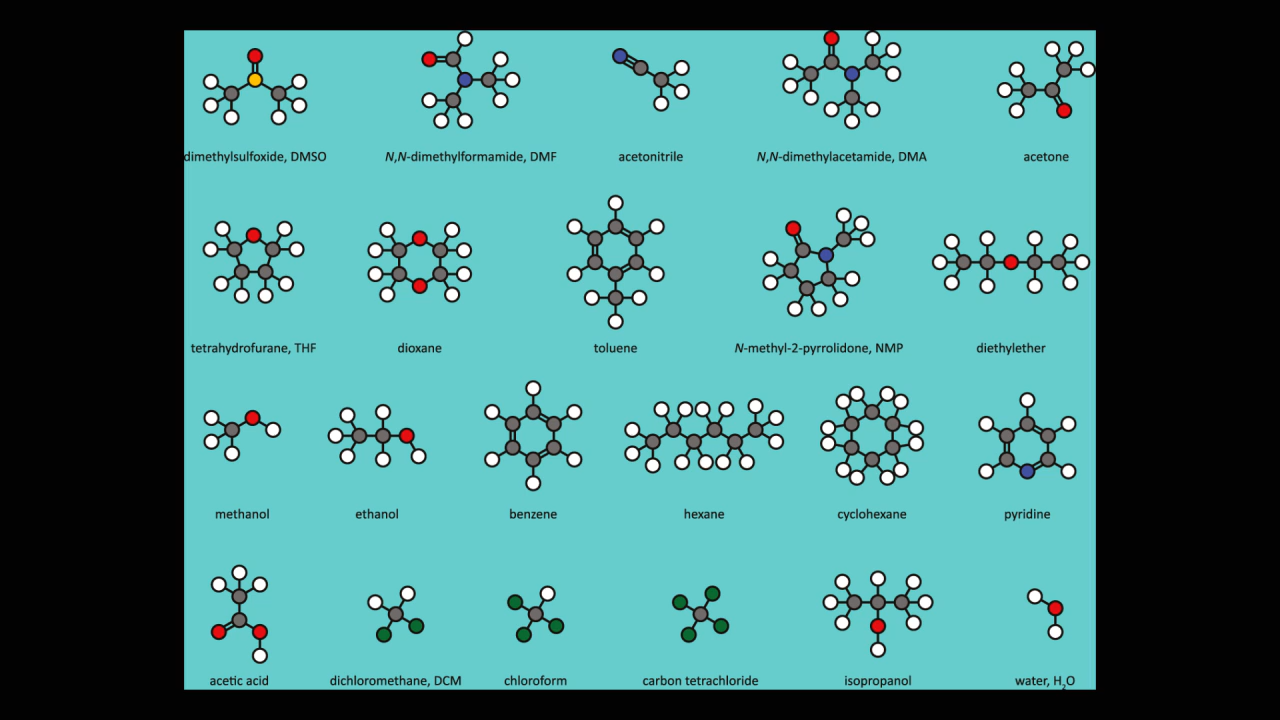 dimethylsulfoxide, DMSO
N,N-dimethylformamide, DMF
acetonitrile
N,N-dimethylacetamide, DMA
acetone
tetrahydrofurane, THF
dioxane
toluene
N-methyl-2-pyrrolidone, NMP
diethylether
methanol
ethanol
benzene
hexane
cyclohexane
pyridine
acetic acid
dichloromethane, DCM
chloroform
carbon tetrachloride
isopropanol
water, H₂O